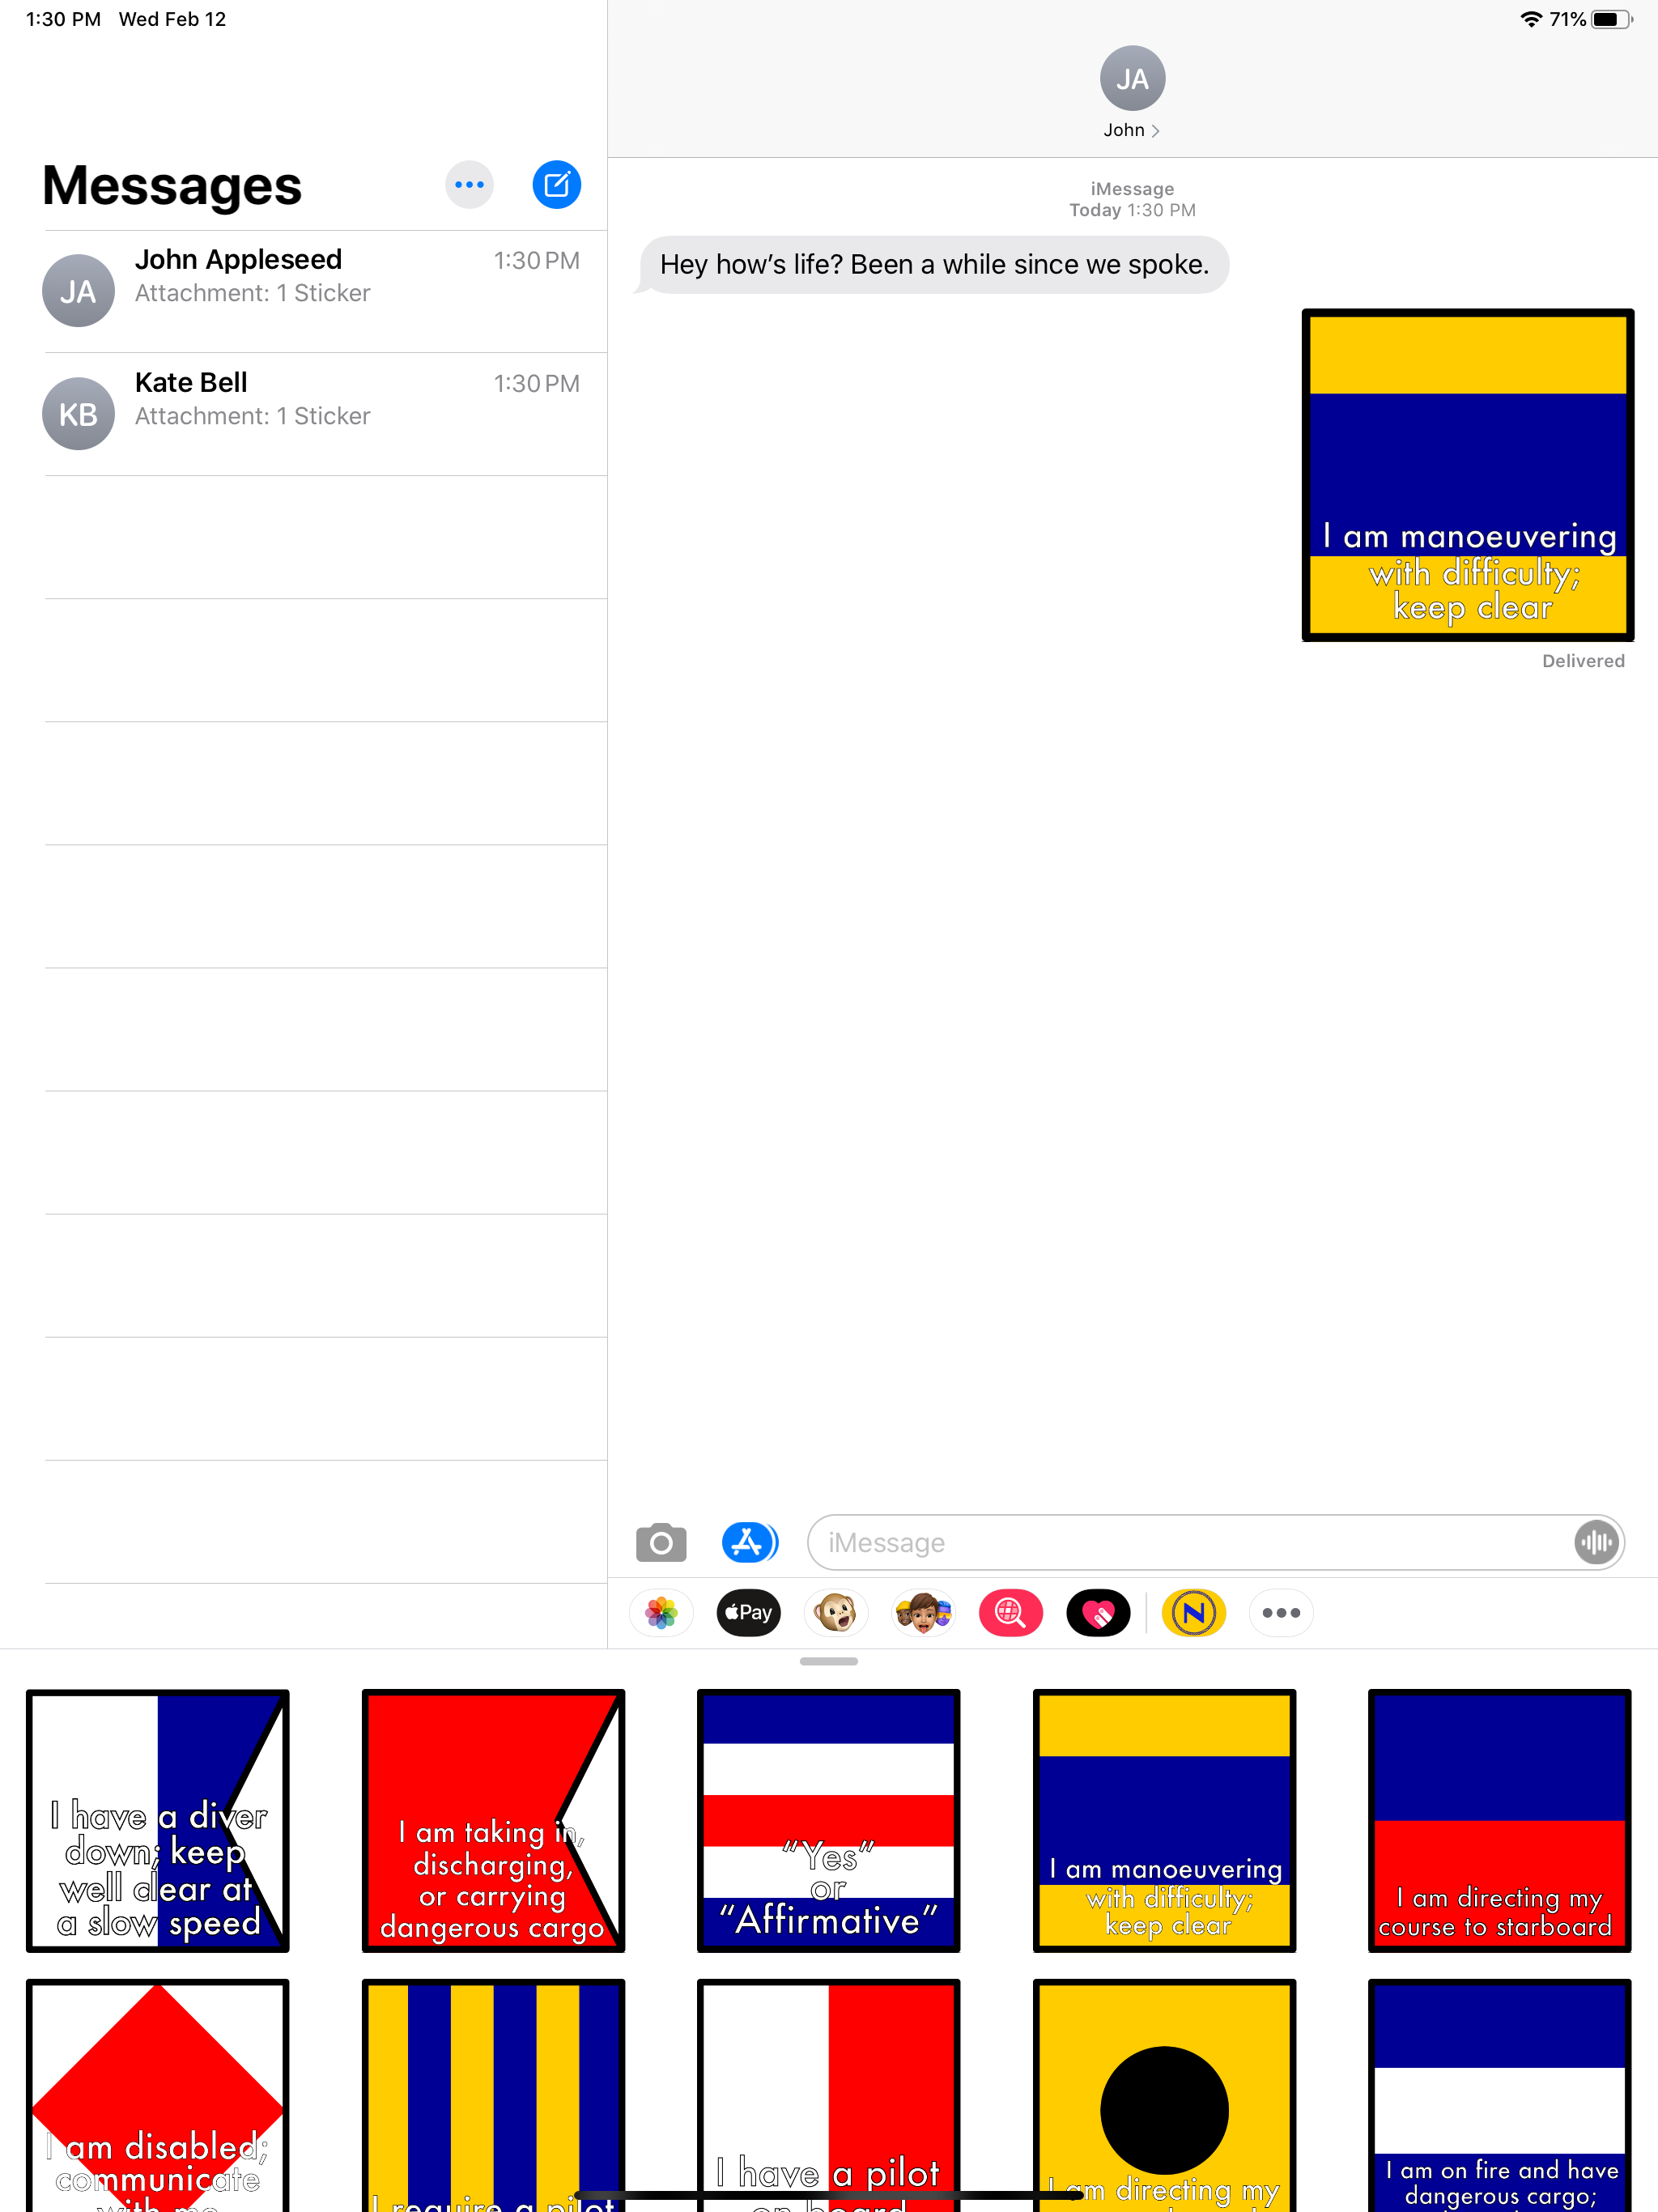 1:30 PM Wed Feb 12
71%
Messages
John Appleseed 1:30 PM
JA
Attachment: 1 Sticker
Kate Bell 1:30 PM
KB
Attachment: 1 Sticker
JA
John
iMessage
Today 1:30 PM
Hey how’s life? Been a while since we spoke.
I am manoeuvering
with difficulty;
keep clear
Delivered
iMessage
Pay
N
I have a diver
down; keep
well clear at
a slow speed
I am taking in,
discharging,
or carrying
dangerous cargo
“Yes”
or
“Affirmative”
I am manoeuvering
with difficulty;
keep clear
I am directing my
course to starboard
I am disabled;
communicate
with me
I require a pilot
I have a pilot
on board
I am directing my
I am on fire and have
dangerous cargo;